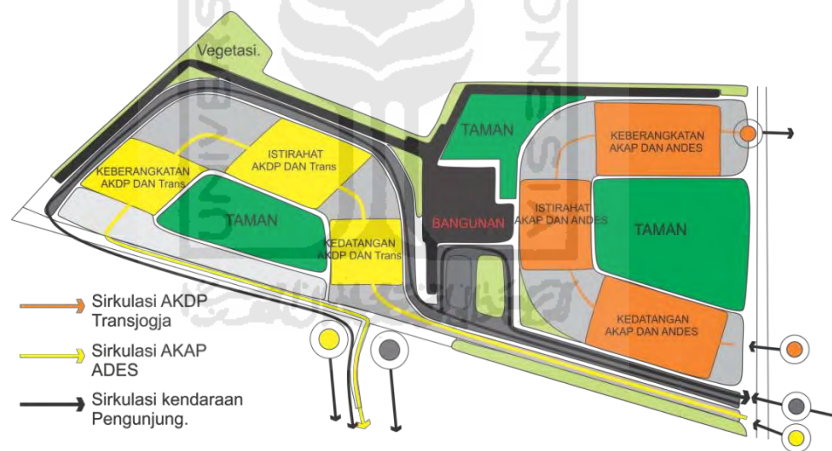 Vegetasi.
TAMAN
KEBERANGKATAN
AKAP DAN ANDES
ISTIRAHAT
AKDP DAN Trans
KEBERANGKATAN
AKDP DAN Trans
TAMAN
BANGUNAN
ISTIRAHAT
AKAP DAN ANDES
TAMAN
KEDATANGAN
AKDP DAN Trans
KEDATANGAN
AKAP DAN ANDES
Sirkulasi AKDP
Transjogja
Sirkulasi AKAP
ADES
Sirkulasi kendaraan
Pengunjung.